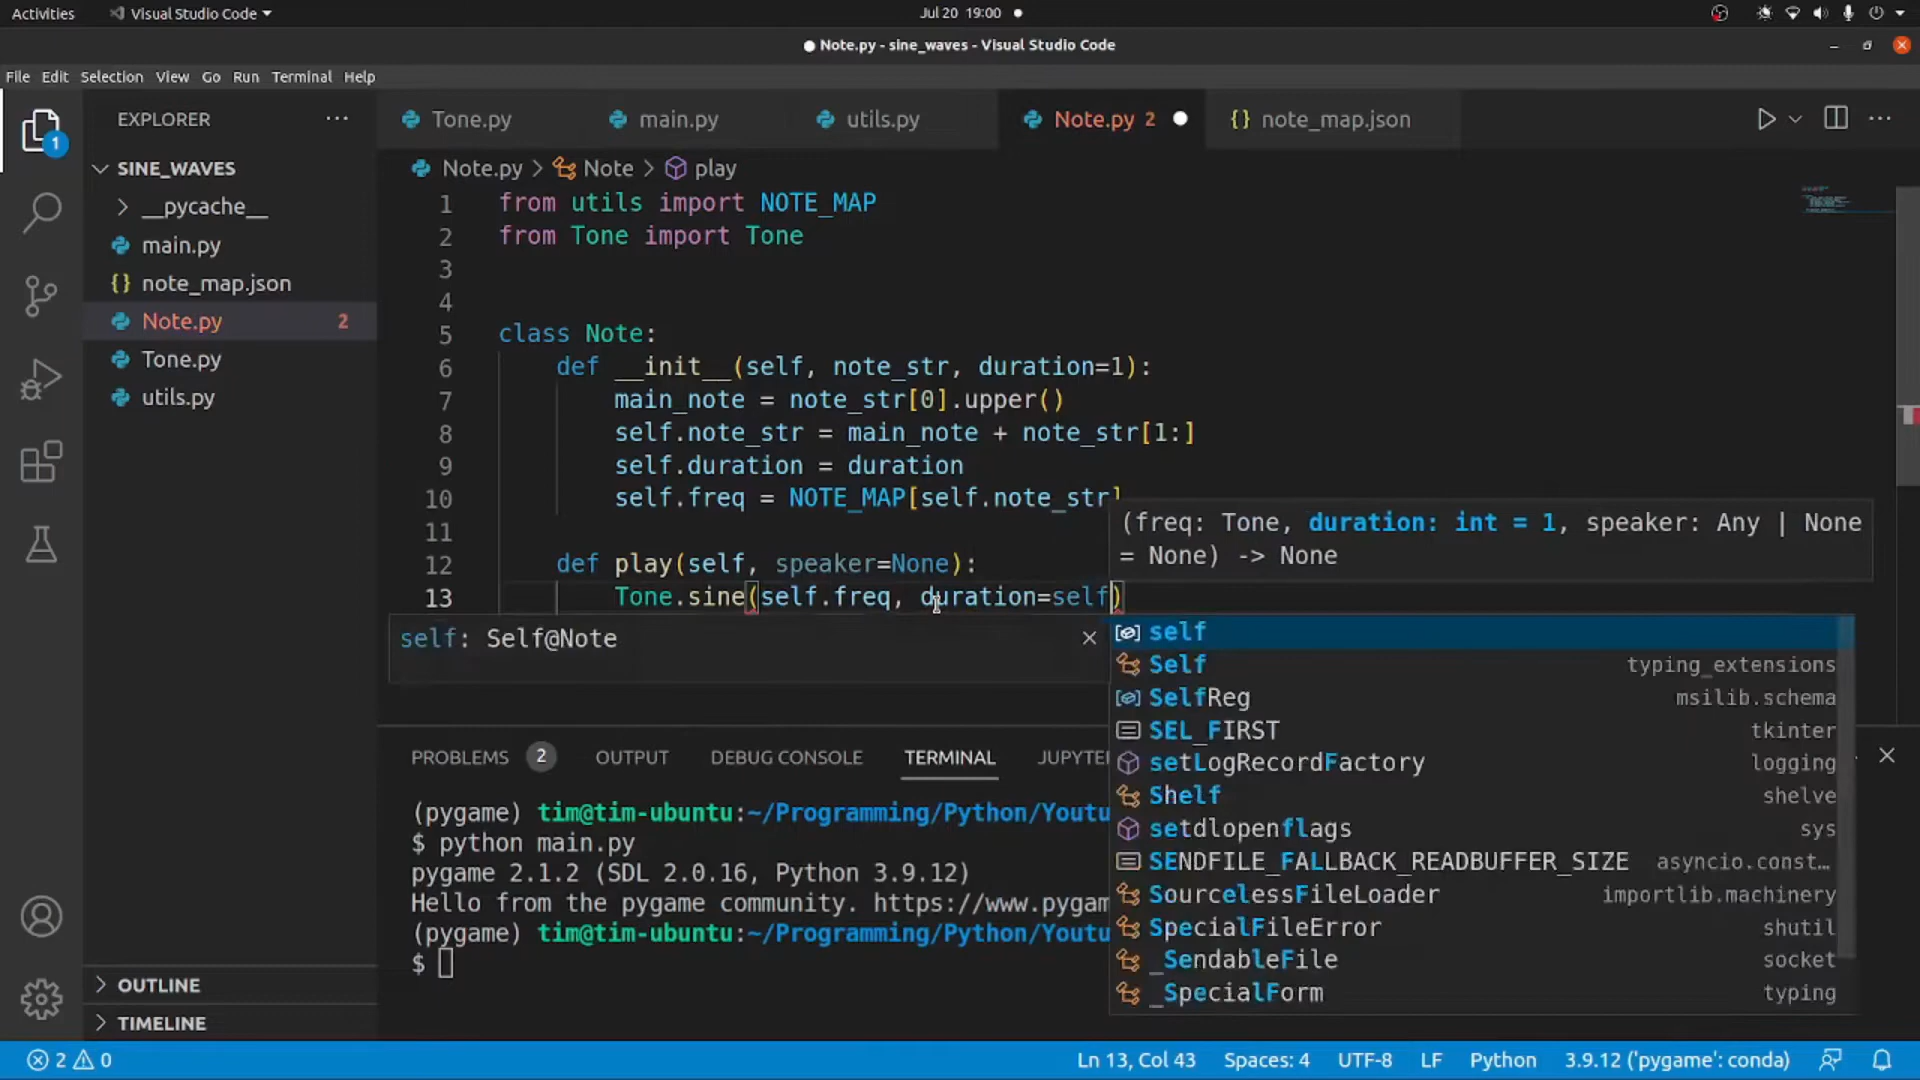 Activities Visual Studio Code Jul 20 19:00
Note.py - sine_waves - Visual Studio Code
File Edit Selection View Go Run Terminal Help
EXPLORER
SINE_WAVES
__pycache__
main.py
{} note_map.json
Note.py 2
Tone.py
utils.py
OUTLINE
TIMELINE
1
Tone.py main.py utils.py Note.py 2 {} note_map.json
Note.py > Note > play
1 from utils import NOTE_MAP
2 from Tone import Tone
3
4
5 class Note:
6 def __init__(self, note_str, duration=1):
7 main_note = note_str[0].upper()
8 self.note_str = main_note + note_str[1:]
9 self.duration = duration
10 self.freq = NOTE_MAP[self.note_str]
11
12 def play(self, speaker=None):
13 Tone.sine(self.freq, duration=self)
(freq: Tone, duration: int = 1, speaker: Any | None
= None) -> None
self: Self@Note
self
Self typing_extensions
SelfReg msilib.schema
SEL_FIRST tkinter
setLogRecordFactory logging
Shelf shelve
setdlopenflags sys
SENDFILE_FALLBACK_READBUFFER_SIZE asyncio.const…
SourcelessFileLoader importlib.machinery
SpecialFileError shutil
_SendableFile socket
_SpecialForm typing
PROBLEMS 2 OUTPUT DEBUG CONSOLE TERMINAL JUPYTE
(pygame) tim@tim-ubuntu:~/Programming/Python/Youtu
$ python main.py
pygame 2.1.2 (SDL 2.0.16, Python 3.9.12)
Hello from the pygame community. https://www.pygam
(pygame) tim@tim-ubuntu:~/Programming/Python/Youtu
$
2 0 Ln 13, Col 43 Spaces: 4 UTF-8 LF Python 3.9.12 ('pygame': conda)